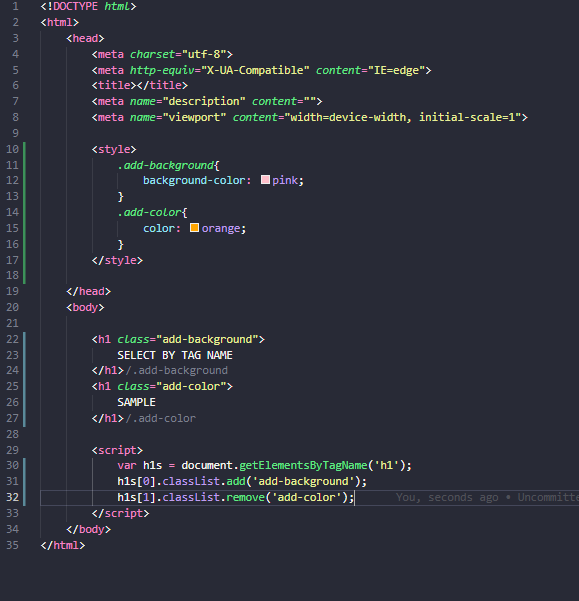 1 <!DOCTYPE html>
2 <html>
3     <head>
4         <meta charset="utf-8">
5         <meta http-equiv="X-UA-Compatible" content="IE=edge">
6         <title></title>
7         <meta name="description" content="">
8         <meta name="viewport" content="width=device-width, initial-scale=1">
9
10         <style>
11             .add-background{
12                 background-color: pink;
13             }
14             .add-color{
15                 color: orange;
16             }
17         </style>
18
19     </head>
20     <body>
21
22         <h1 class="add-background">
23             SELECT BY TAG NAME
24         </h1>/.add-background
25         <h1 class="add-color">
26             SAMPLE
27         </h1>/.add-color
28
29         <script>
30             var h1s = document.getElementsByTagName('h1');
31             h1s[0].classList.add('add-background');
32             h1s[1].classList.remove('add-color'); You, seconds ago • Uncommitte
33         </script>
34     </body>
35 </html>